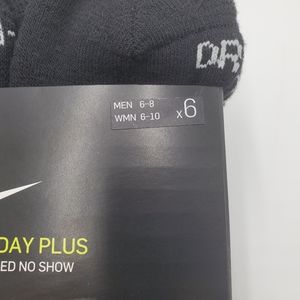 DR
MEN 6-8
WMN 6-10
x6
DAY PLUS
ED NO SHOW